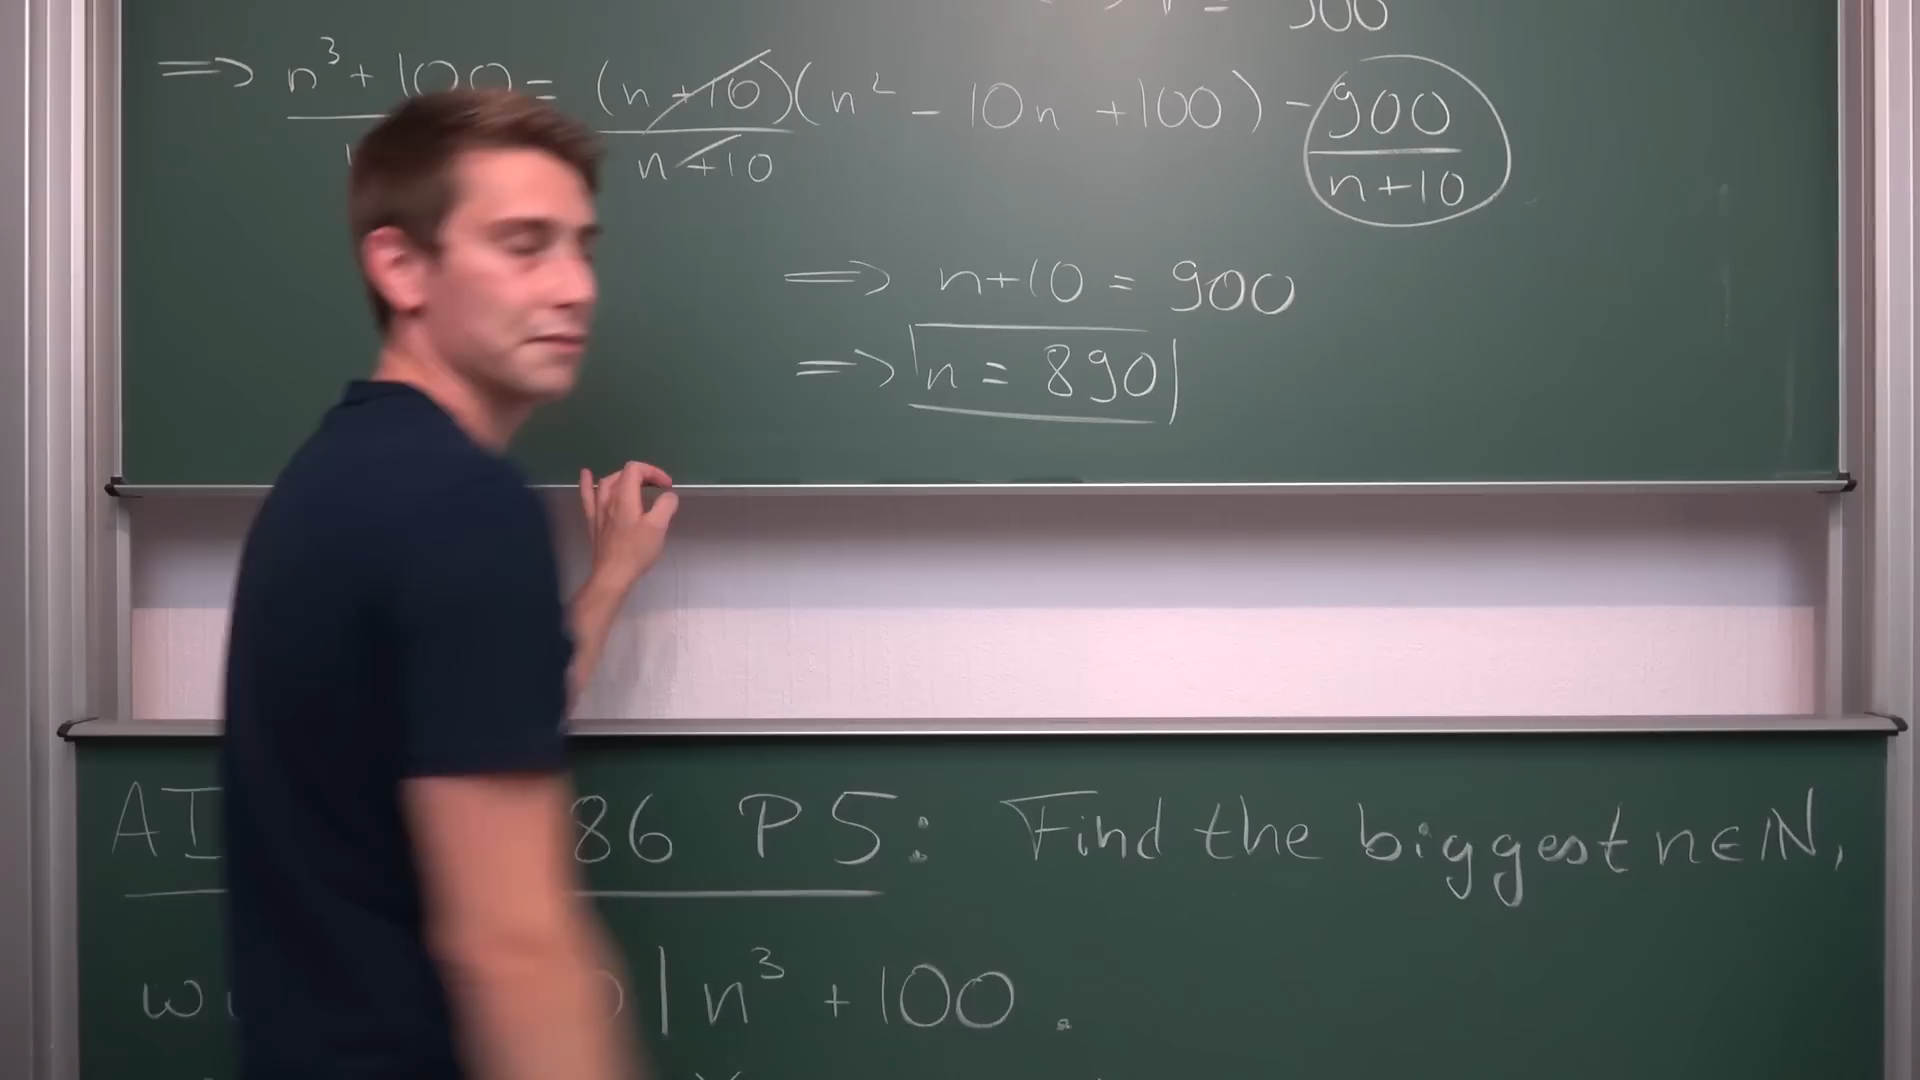 = 900
⟹ n³ + 100 = (n+10)(n² - 10n + 100) - 900
n+10 n+10
⟹ n+10 = 900
⟹ n = 890
86 P5: Find the biggest n∈ℕ,
| n³ + 100.